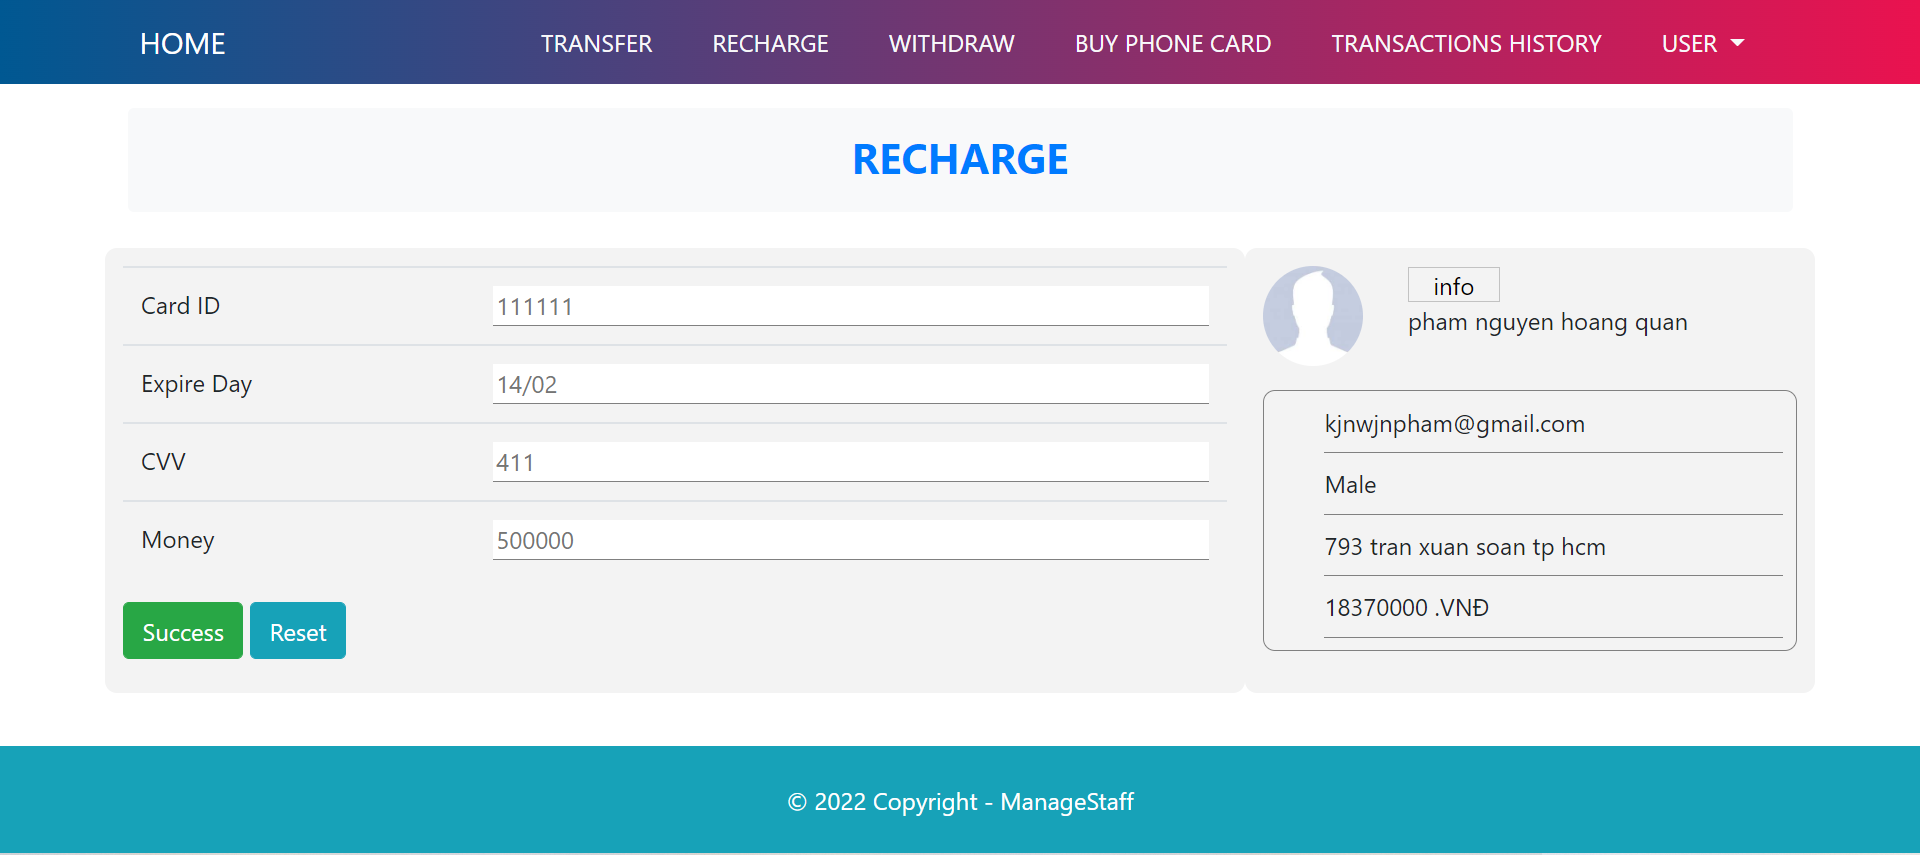 HOME TRANSFER RECHARGE WITHDRAW BUY PHONE CARD TRANSACTIONS HISTORY USER
RECHARGE
Card ID 111111
Expire Day 14/02
CVV 411
Money 500000
Success Reset
info
pham nguyen hoang quan
kjnwjnpham@gmail.com
Male
793 tran xuan soan tp hcm
18370000 .VNĐ
© 2022 Copyright - ManageStaff